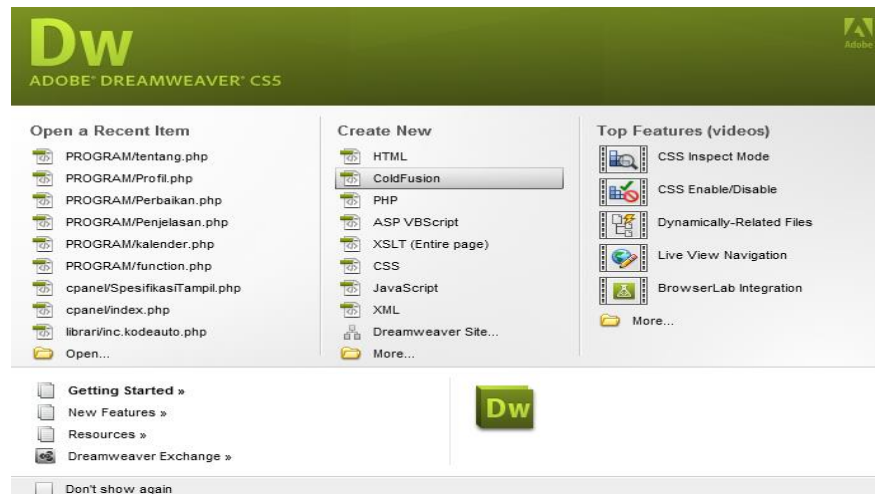 Dw
ADOBE® DREAMWEAVER® CS5
Adobe
Open a Recent Item
PROGRAM/tentang.php
PROGRAM/Profil.php
PROGRAM/Perbaikan.php
PROGRAM/Penjelasan.php
PROGRAM/kalender.php
PROGRAM/function.php
cpanel/SpesifikasiTampil.php
cpanel/index.php
librari/inc.kodeauto.php
Open...
Create New
HTML
ColdFusion
PHP
ASP VBScript
XSLT (Entire page)
CSS
JavaScript
XML
Dreamweaver Site...
More...
Top Features (videos)
CSS Inspect Mode
CSS Enable/Disable
Dynamically-Related Files
Live View Navigation
BrowserLab Integration
More...
Getting Started »
New Features »
Resources »
Dreamweaver Exchange »
Dw
Don't show again